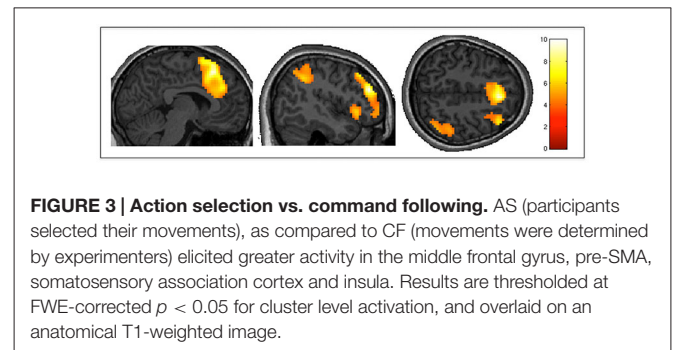 10
8
6
4
2
0
FIGURE 3 | Action selection vs. command following. AS (participants
selected their movements), as compared to CF (movements were determined
by experimenters) elicited greater activity in the middle frontal gyrus, pre-SMA,
somatosensory association cortex and insula. Results are thresholded at
FWE-corrected p < 0.05 for cluster level activation, and overlaid on an
anatomical T1-weighted image.